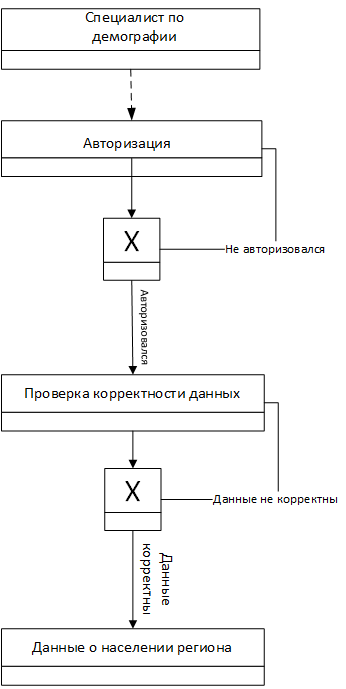 Специалист по
демографии
Авторизация
X
Не авторизовался
Авторизовался
Проверка корректности данных
X
Данные не корректны
Данные
корректны
Данные о населении региона